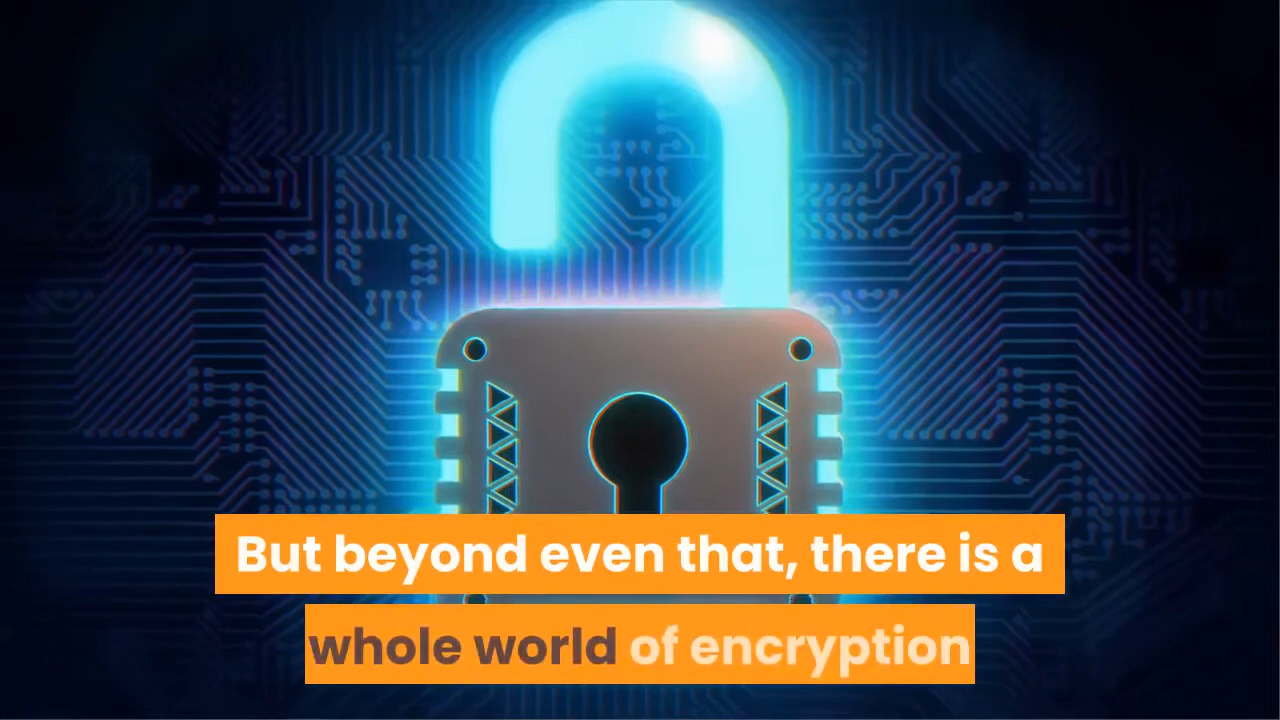 But beyond even that, there is a
whole world of encryption